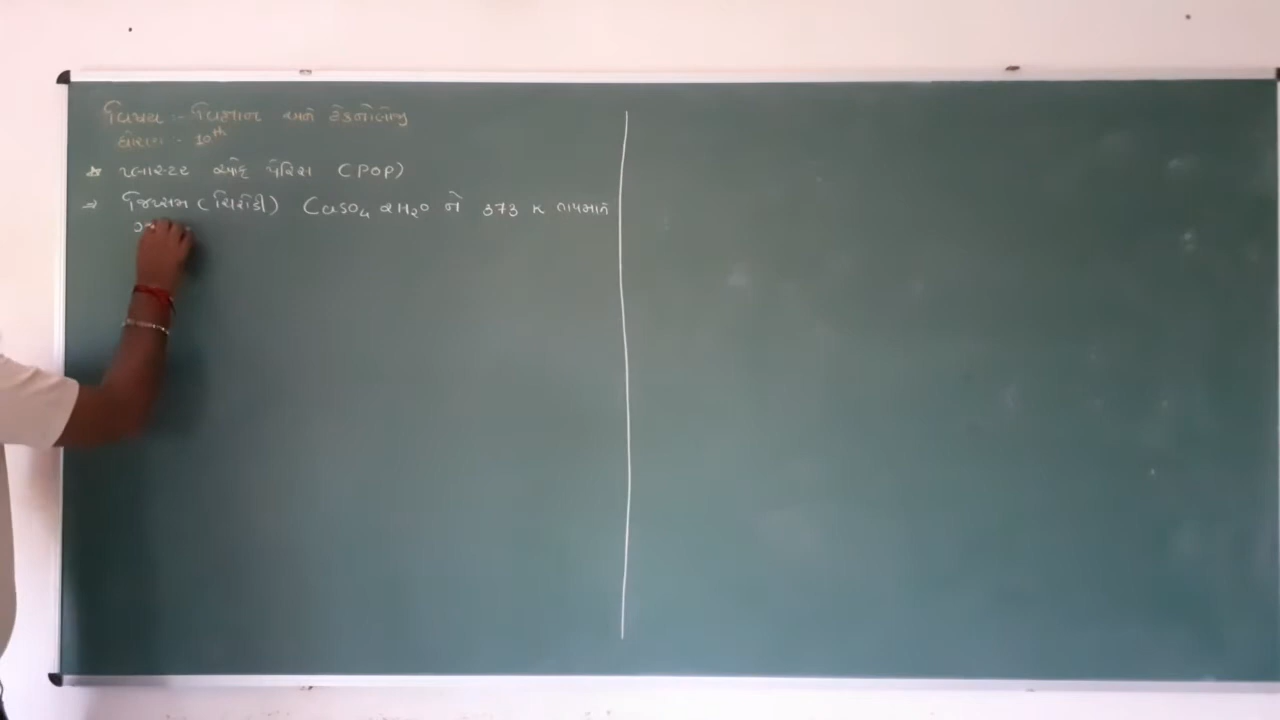 વિષય :- વિજ્ઞાન અને ટેકનોલોજી
ધોરણ - 10th
* પ્લાસ્ટર ઓફ પેરિસ (POP)
→ જિપ્સમ (ચિરોડી) CaSO₄ 2H₂O ને 373 K તાપમાને